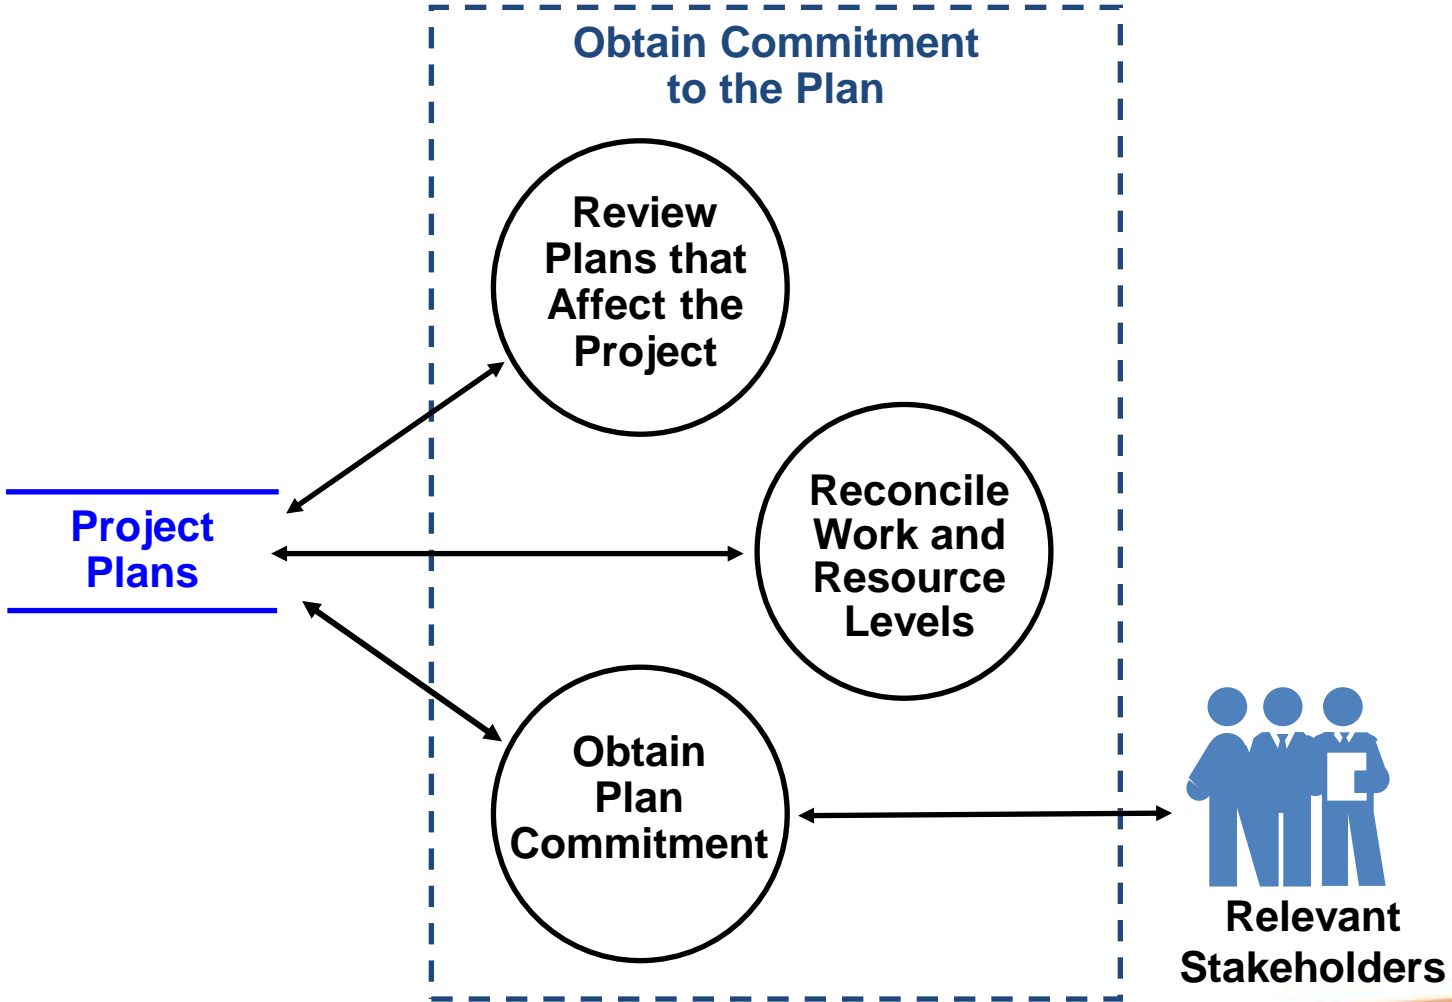 Obtain Commitment
to the Plan
Review
Plans that
Affect the
Project
Reconcile
Work and
Resource
Levels
Project
Plans
Obtain
Plan
Commitment
Relevant
Stakeholders